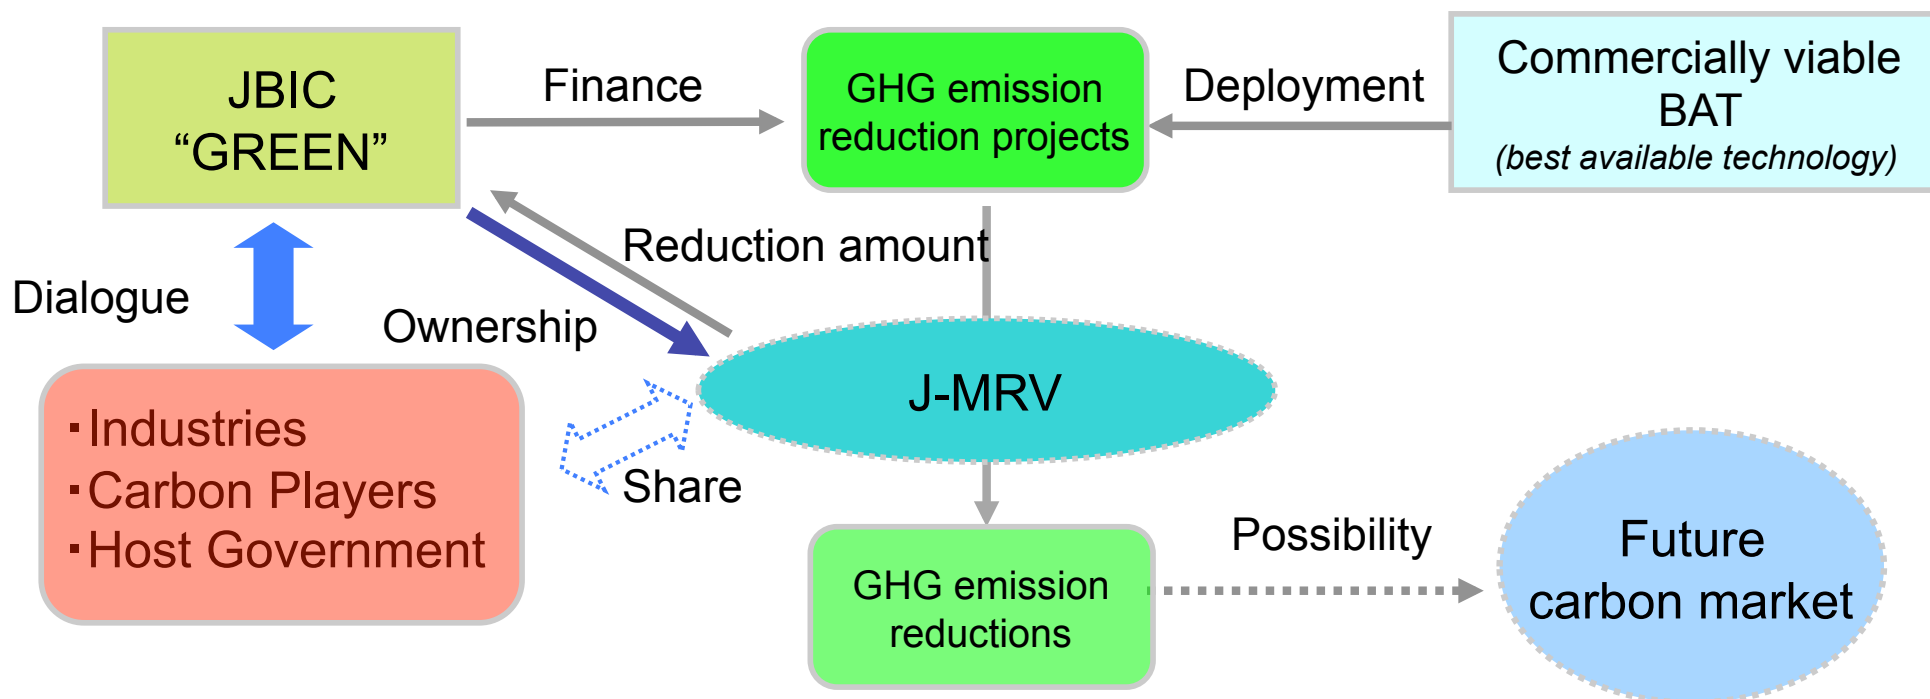 JBIC
“GREEN”
Finance
GHG emission
reduction projects
Deployment
Commercially viable
BAT
(best available technology)
Reduction amount
Dialogue
Ownership
J-MRV
・Industries
・Carbon Players
・Host Government
Share
GHG emission
reductions
Possibility
Future
carbon market